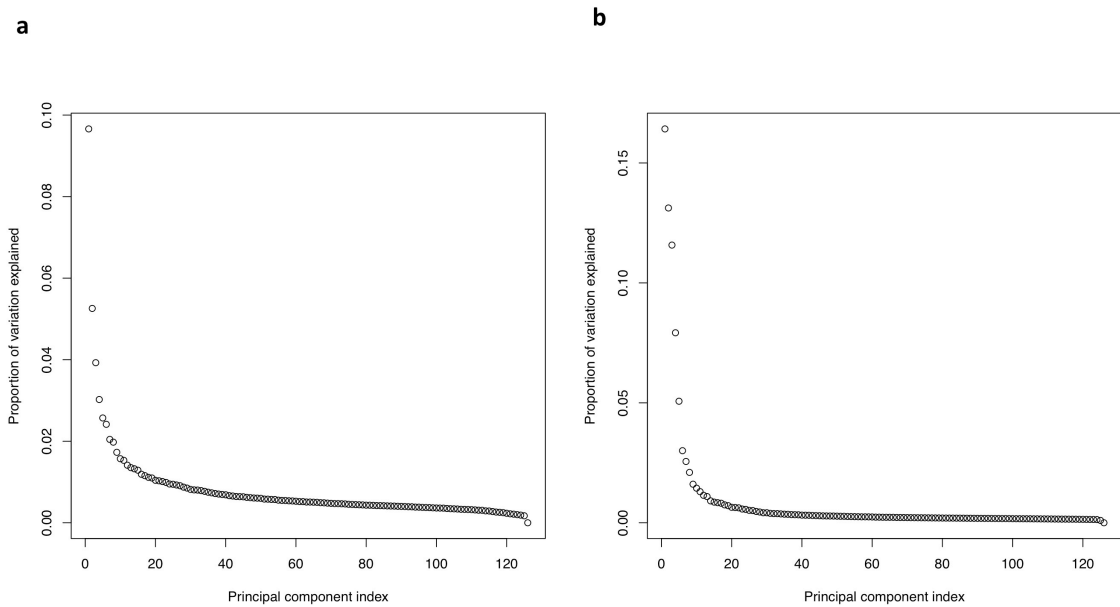 a
0.10
0.08
0.06
0.04
0.02
0.00
Proportion of variation explained
0 20 40 60 80 100 120
Principal component index
b
0.15
0.10
0.05
0.00
Proportion of variation explained
0 20 40 60 80 100 120
Principal component index